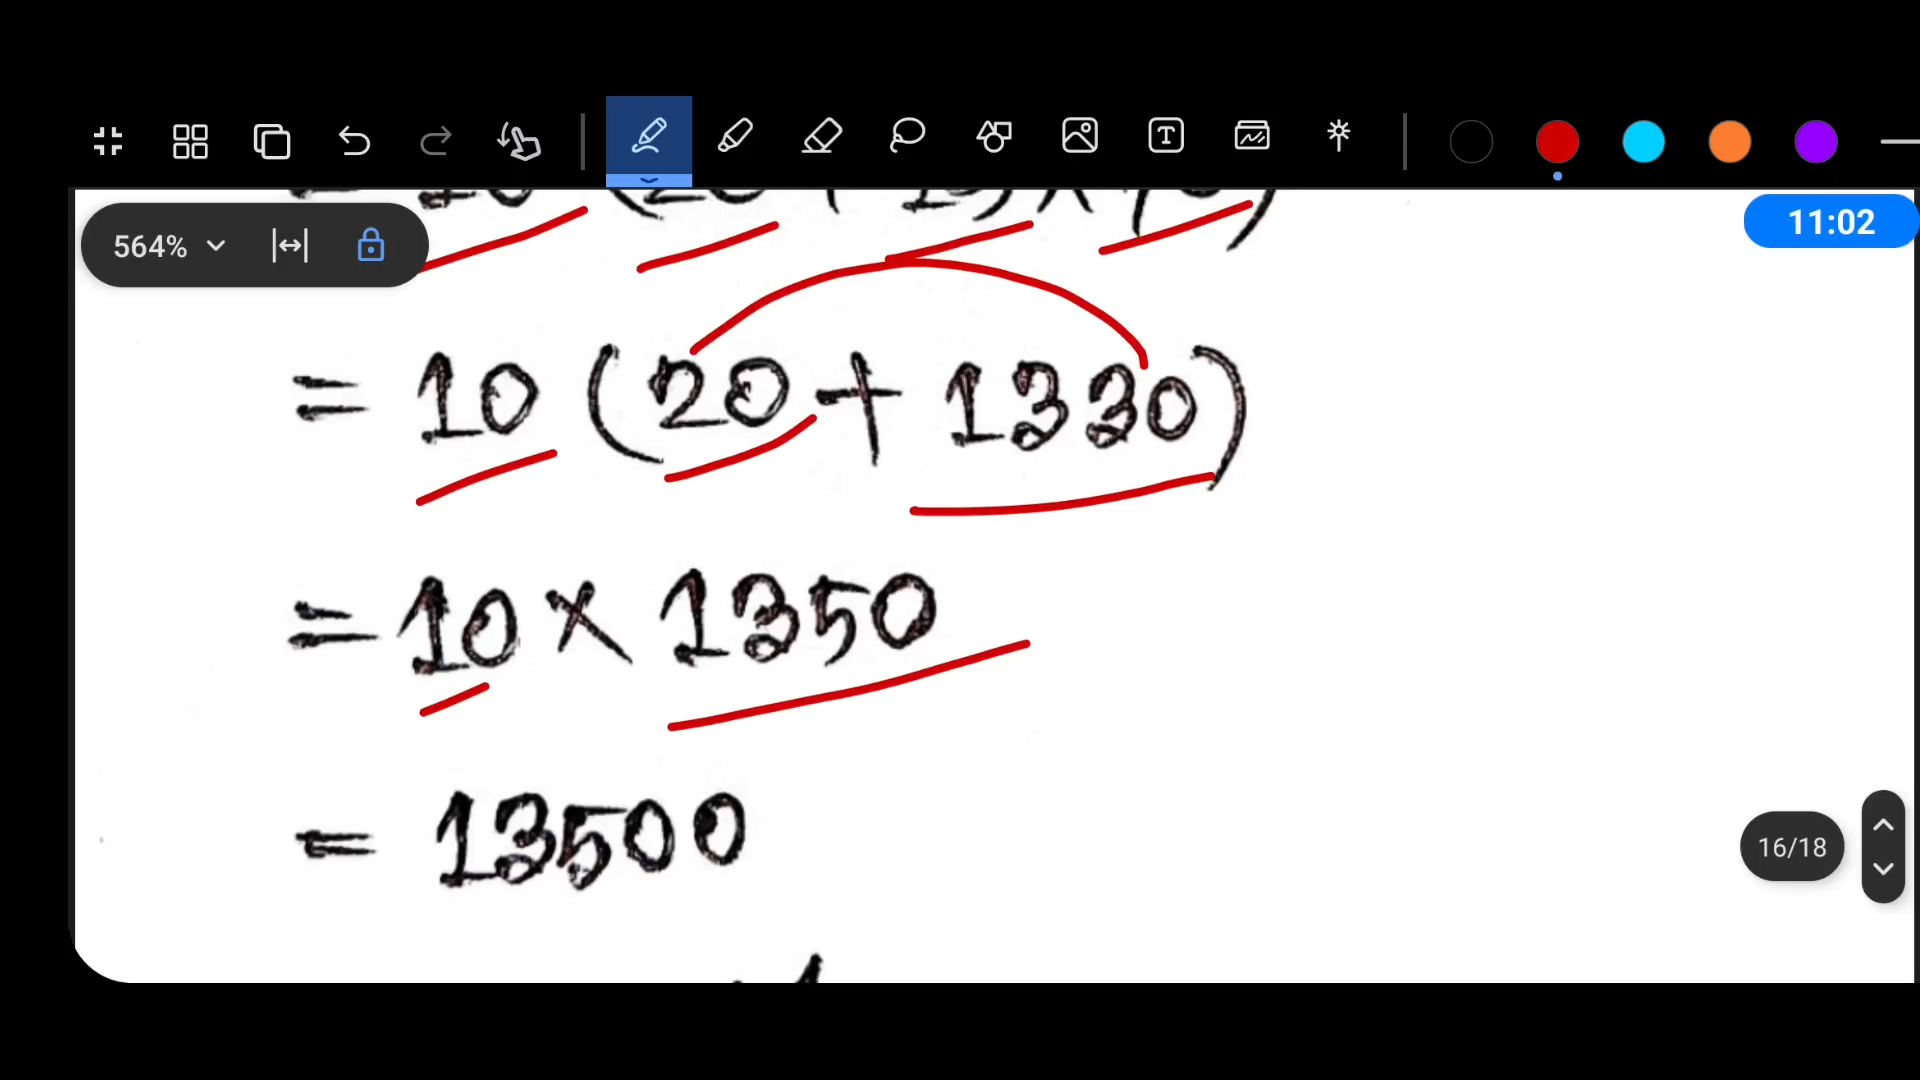 11:02
564%
= 10 (20 + 1330)
= 10 × 1350
= 13500
16/18